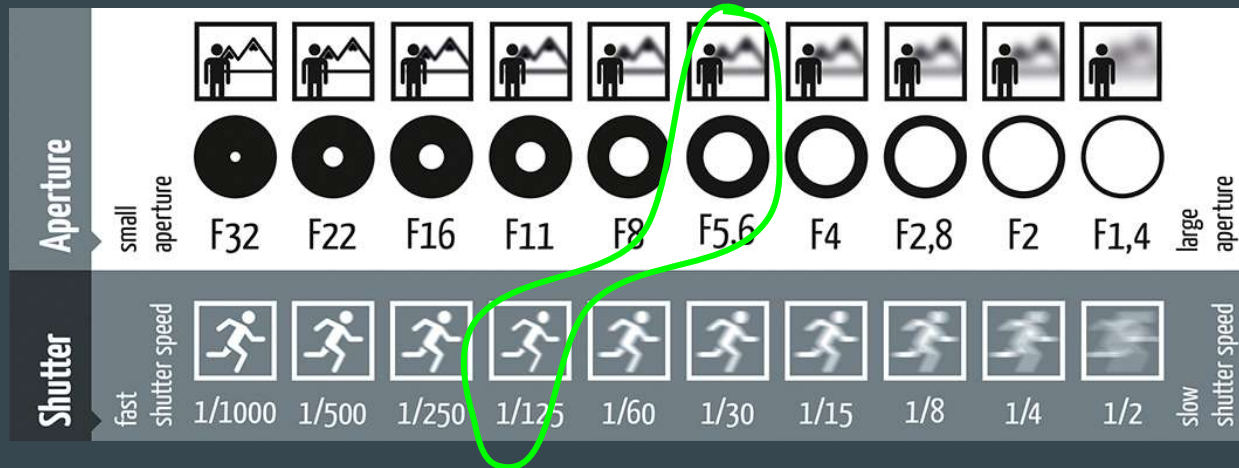 Aperture
small
aperture
F32 F22 F16 F11 F8 F5.6 F4 F2,8 F2 F1,4
large
aperture
Shutter
fast
shutter speed
1/1000 1/500 1/250 1/125 1/60 1/30 1/15 1/8 1/4 1/2
slow
shutter speed